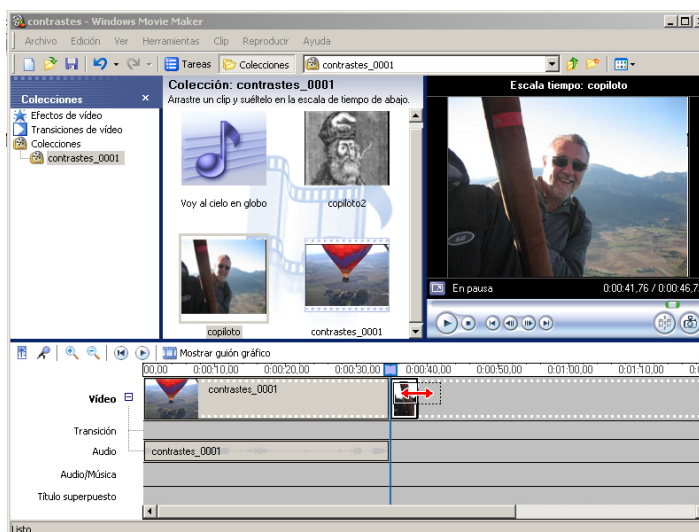 contrastes - Windows Movie Maker
Archivo Edición Ver Herramientas Clip Reproducir Ayuda
Tareas Colecciones contrastes_0001
Colecciones ×
Efectos de vídeo
Transiciones de vídeo
Colecciones
contrastes_0001
Colección: contrastes_0001
Arrastre un clip y suéltelo en la escala de tiempo de abajo.
Voy al cielo en globo
copiloto2
copiloto
contrastes_0001
Escala tiempo: copiloto
En pausa
0:00:41,76 / 0:00:46,7
Mostrar guión gráfico
00,00 0:00:10,00 0:00:20,00 0:00:30,00 0:00:40,00 0:00:50,00 0:01:00,00 0:01:10,00
Vídeo
contrastes_0001
Transición
Audio
contrastes_0001
Audio/Música
Título superpuesto
Listo